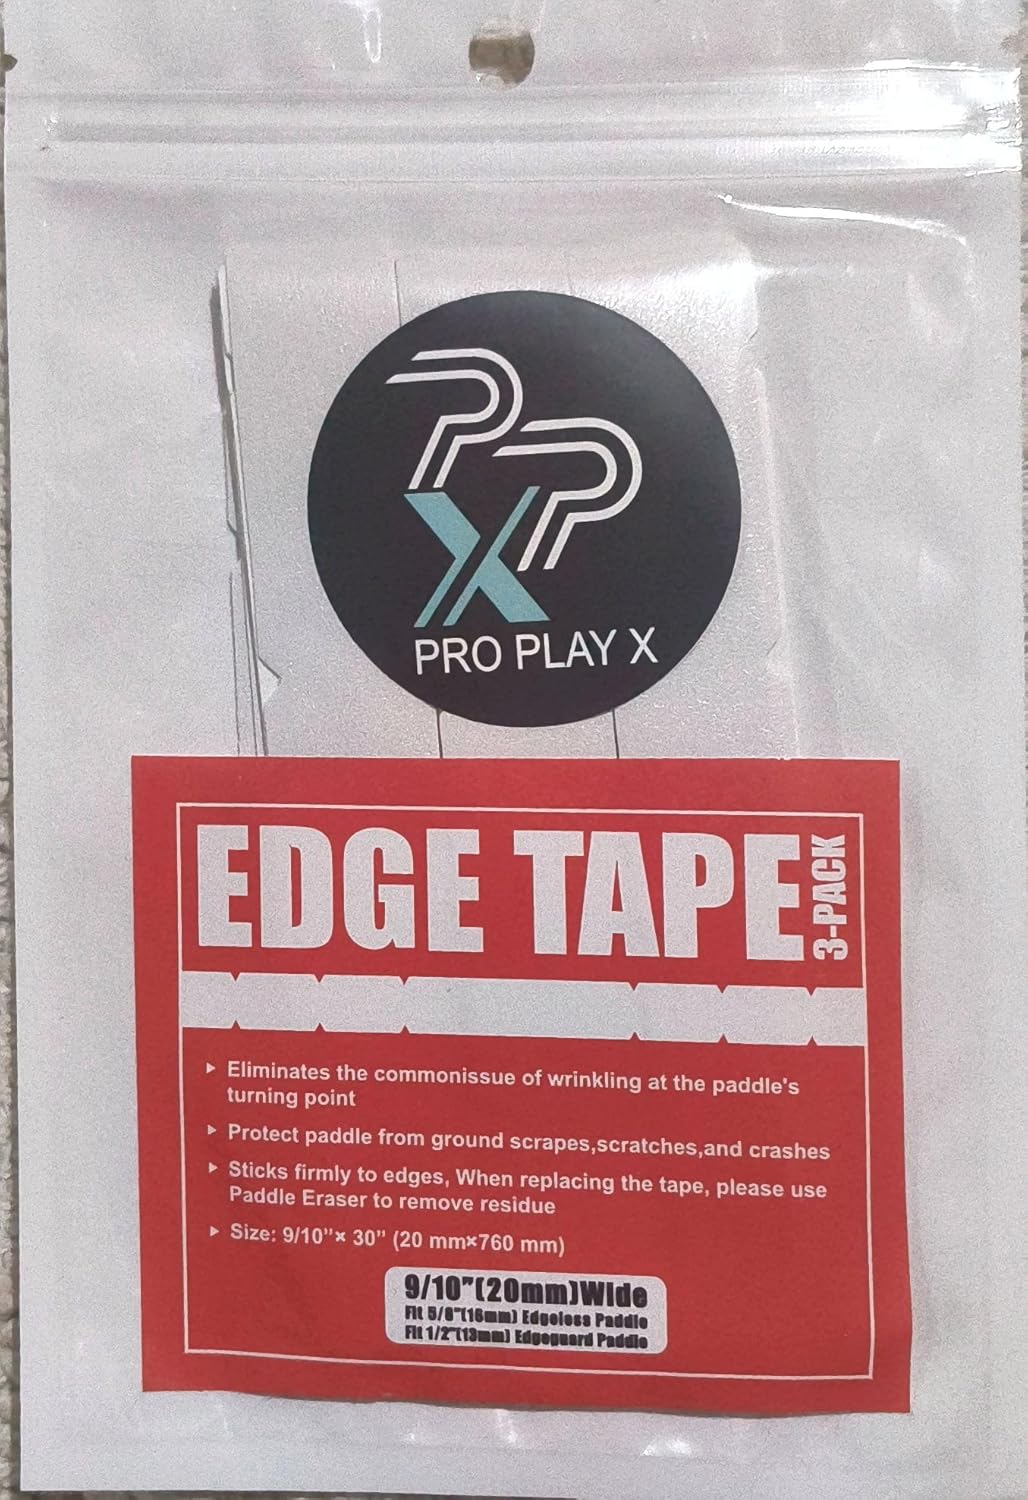 PPX
PRO PLAY X
EDGE TAPE
3-PACK
▸ Eliminates the commonissue of wrinkling at the paddle's
turning point
▸ Protect paddle from ground scrapes,scratches,and crashes
▸ Sticks firmly to edges, When replacing the tape, please use
Paddle Eraser to remove residue
▸ Size: 9/10”× 30” (20 mm×760 mm)
9/10”(20mm)Wide
Fit 5/8”(16mm) Edgeless Paddle
Fit 1/2”(13mm) Edgeguard Paddle